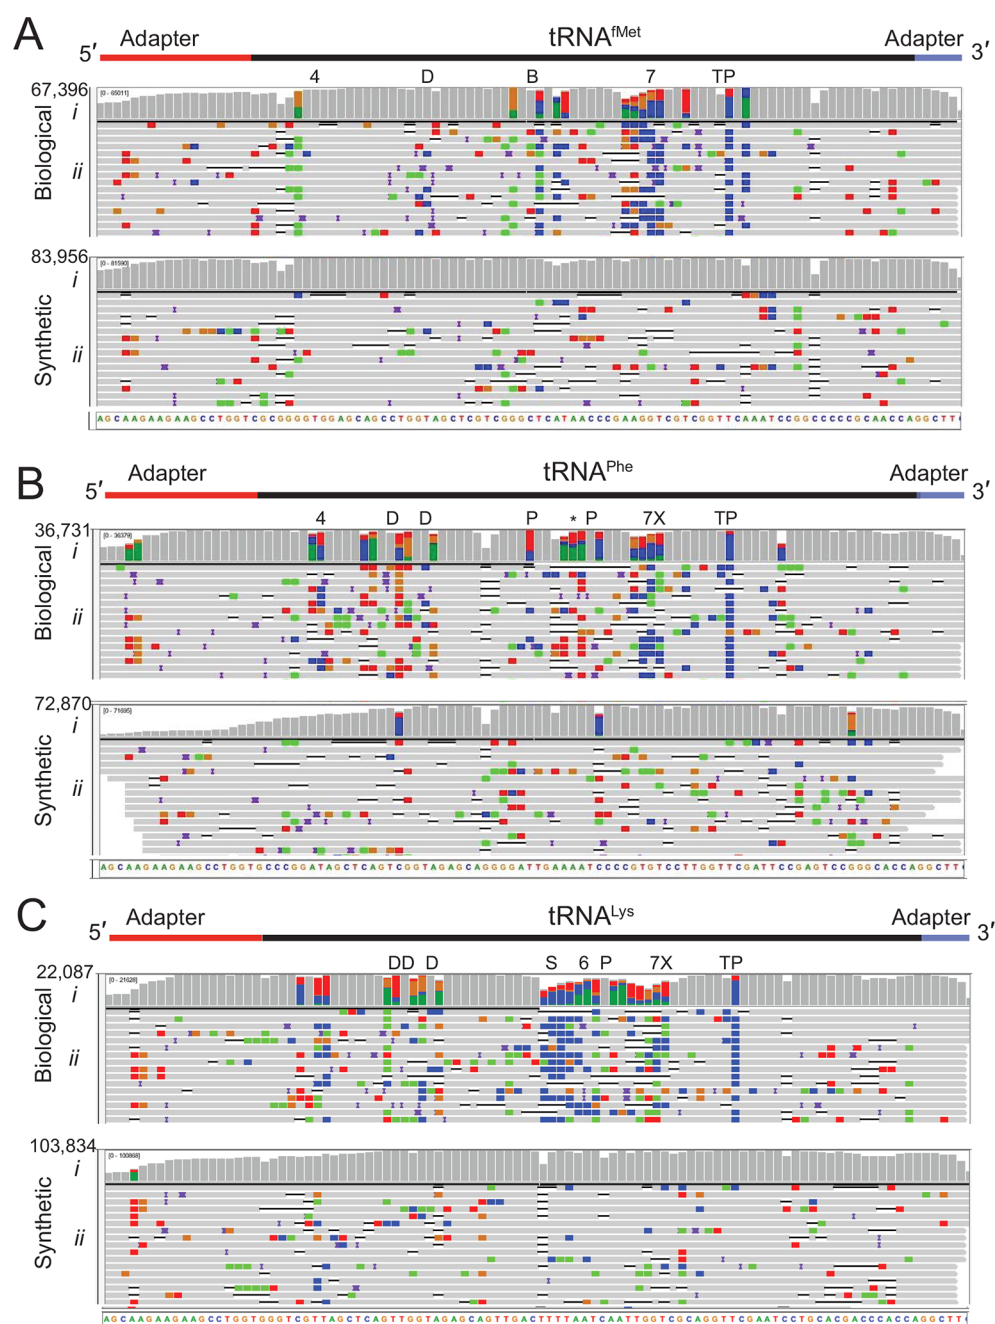 A
Adapter tRNAfMet Adapter
5′ 3′
4 D B 7 TP
67,396
[0 - 65011]
i
Biological
ii
83,956
[0 - 81590]
i
Synthetic
ii
AGCAAGAAGAAGCCTGGTCGCGGGGTGGAGCAGCCTGGTAGCTCGTCGGGCTCATAACCCGAAGGTCGTCGGTTCAAATCCGGCCCCCGCAACCAGGCTT
B
Adapter tRNAPhe Adapter
5′ 3′
4 D D P * P 7X TP
36,731
[0 - 36379]
i
Biological
ii
72,870
[0 - 71695]
i
Synthetic
ii
AGCAAGAAGAAGCCTGGTGCCCGGATAGCTCAGTCGGTAGAGCAGGGGATTGAAAATCCCCGTGTCCTTGGTTCGATTCCGAGTCCGGGCACCAGGCTT
C
Adapter tRNALys Adapter
5′ 3′
DD D S 6 P 7X TP
22,087
[0 - 21628]
i
Biological
ii
103,834
[0 - 100868]
i
Synthetic
ii
AGCAAGAAGAAGCCTGGTGGGTCGTTAGCTCAGTTGGTAGAGCAGTTGACTTTTAATCAATTGGTCGCAGGTTCGAATCCTGCACGACCCACCAGGCTT